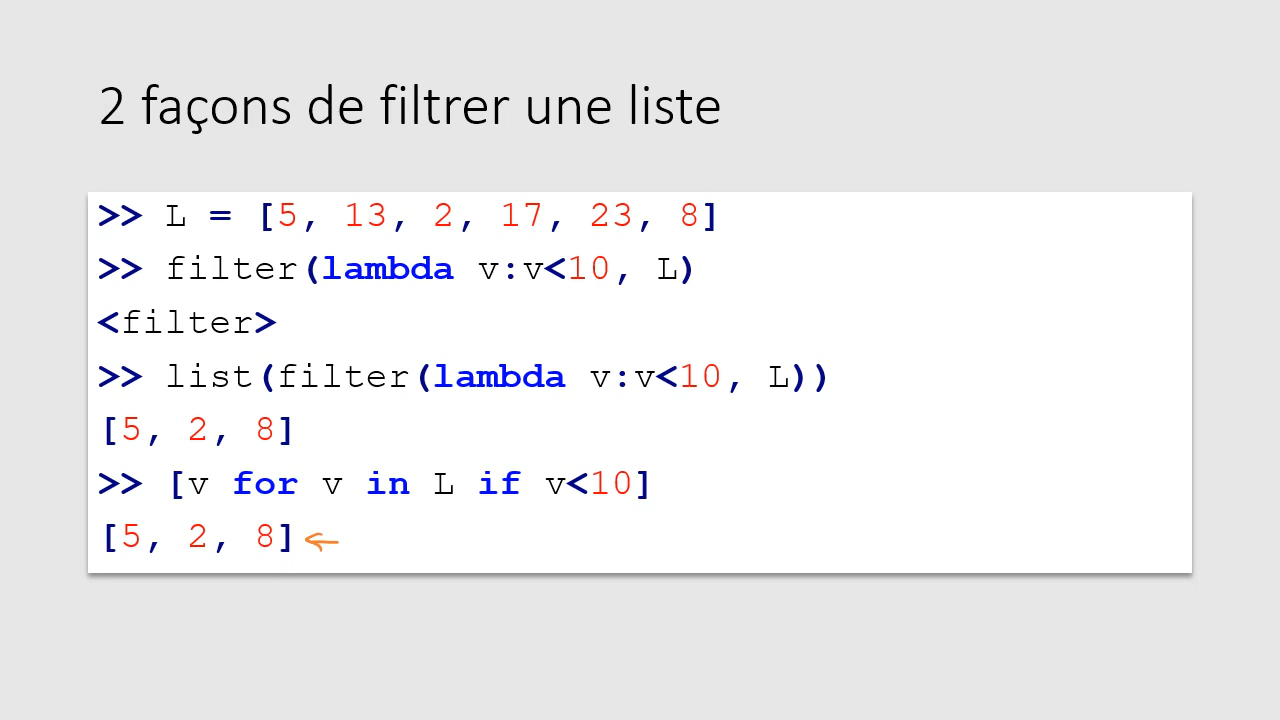 2 façons de filtrer une liste
>> L = [5, 13, 2, 17, 23, 8]
>> filter(lambda v:v<10, L)
<filter>
>> list(filter(lambda v:v<10, L))
[5, 2, 8]
>> [v for v in L if v<10]
[5, 2, 8]